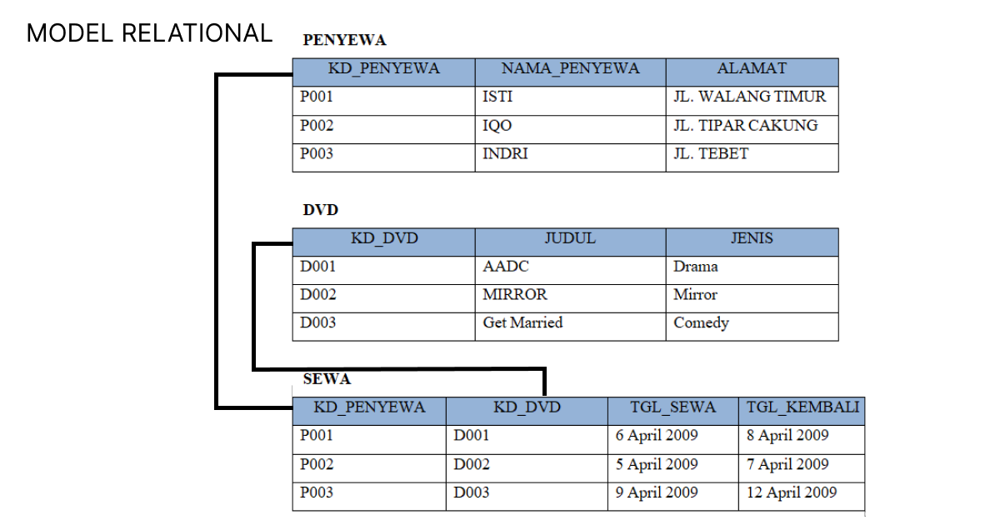 MODEL RELATIONAL
PENYEWA
KD_PENYEWA NAMA_PENYEWA ALAMAT
P001 ISTI JL. WALANG TIMUR
P002 IQO JL. TIPAR CAKUNG
P003 INDRI JL. TEBET
DVD
KD_DVD JUDUL JENIS
D001 AADC Drama
D002 MIRROR Mirror
D003 Get Married Comedy
SEWA
KD_PENYEWA KD_DVD TGL_SEWA TGL_KEMBALI
P001 D001 6 April 2009 8 April 2009
P002 D002 5 April 2009 7 April 2009
P003 D003 9 April 2009 12 April 2009